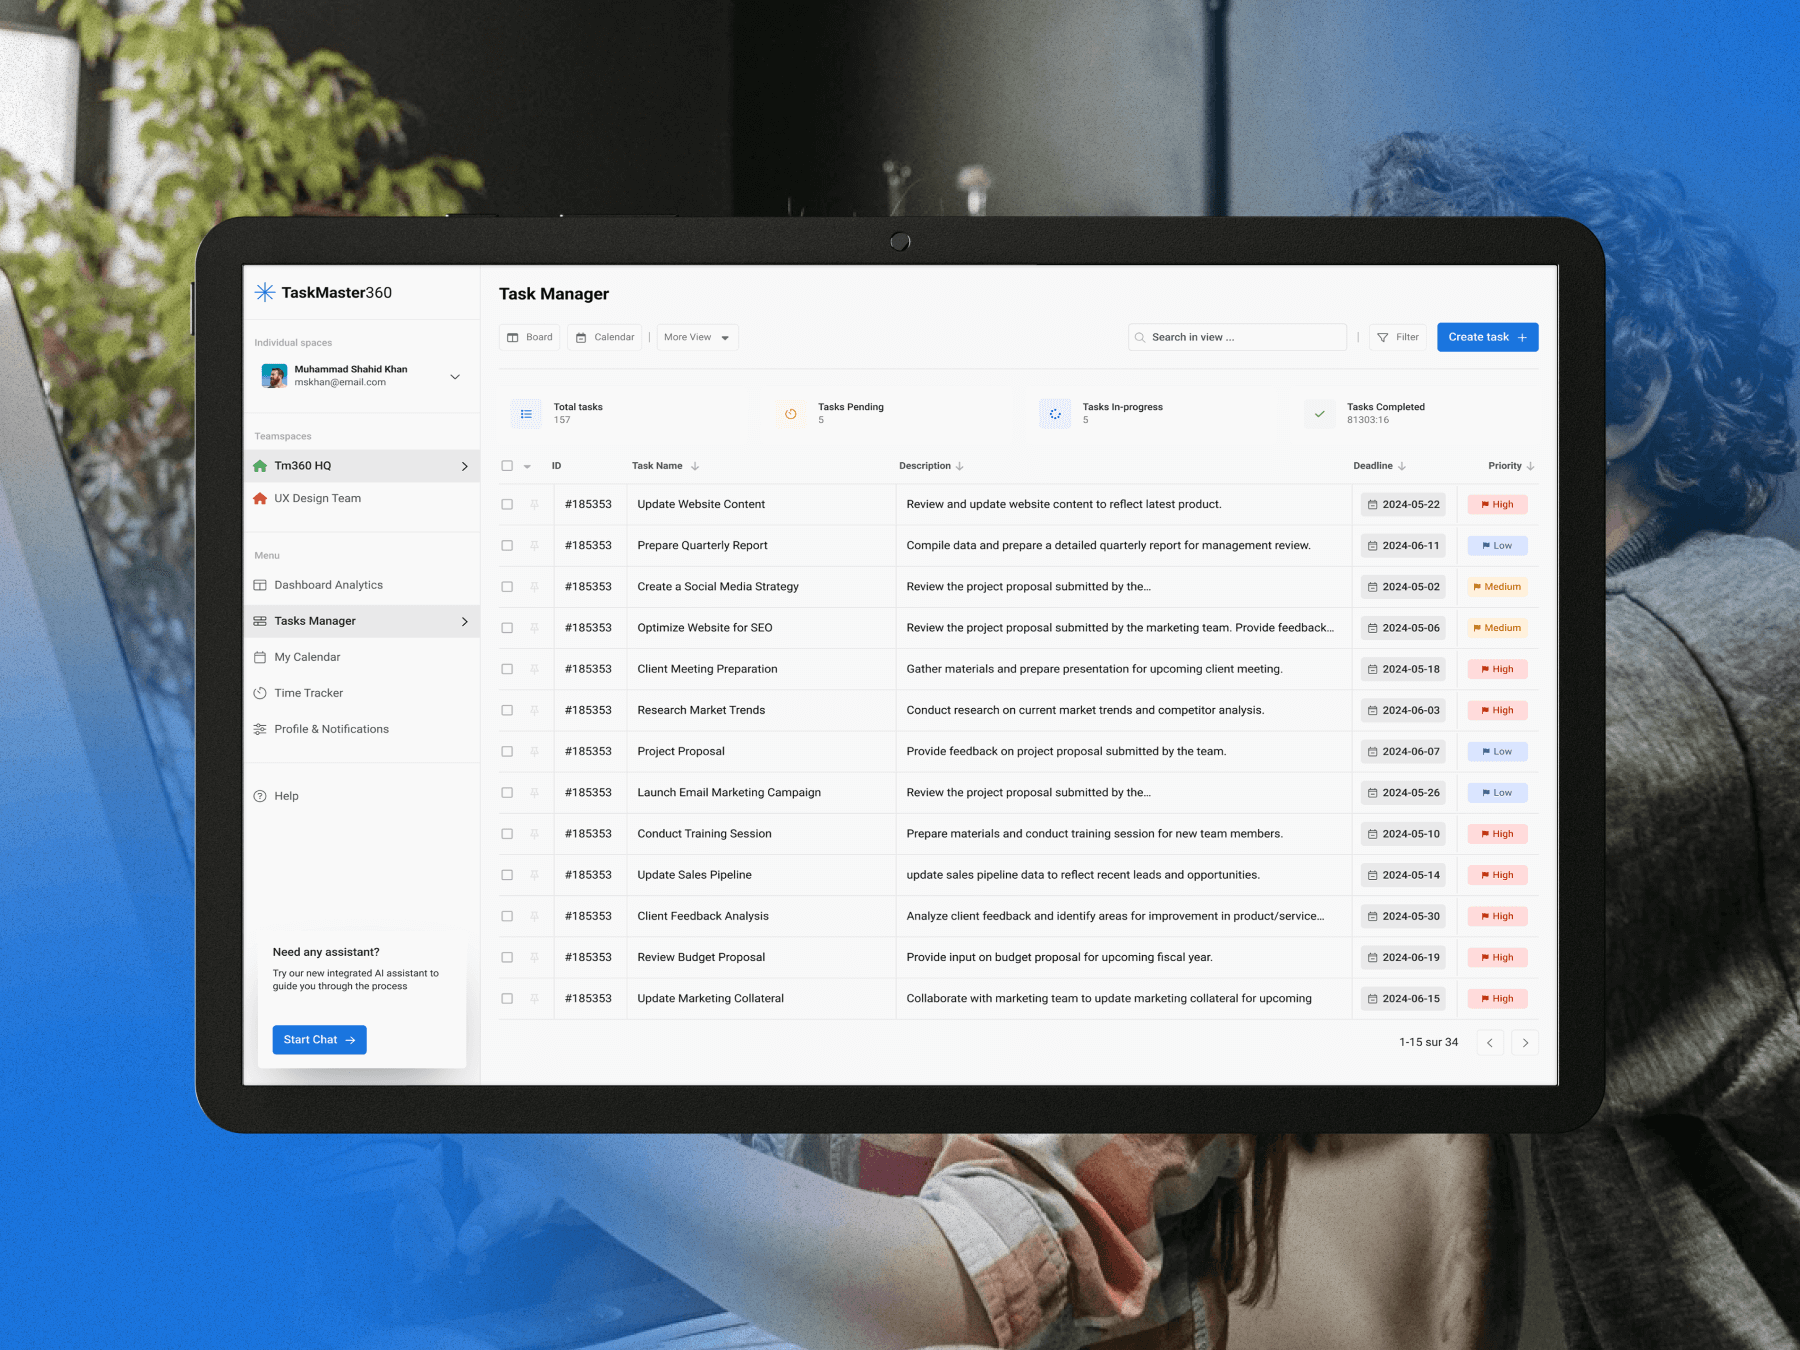 TaskMaster360
Individual spaces
Muhammad Shahid Khan
mskhan@email.com
Teamspaces
Tm360 HQ
UX Design Team
Menu
Dashboard Analytics
Tasks Manager
My Calendar
Time Tracker
Profile & Notifications
Help
Need any assistant?
Try our new integrated AI assistant to
guide you through the process
Start Chat
Task Manager
Board Calendar | More View
Search in view ... | Filter Create task +
Total tasks
157
Tasks Pending
5
Tasks In-progress
5
Tasks Completed
81303:16
ID Task Name Description Deadline Priority
#185353 Update Website Content Review and update website content to reflect latest product. 2024-05-22 High
#185353 Prepare Quarterly Report Compile data and prepare a detailed quarterly report for management review. 2024-06-11 Low
#185353 Create a Social Media Strategy Review the project proposal submitted by the... 2024-05-02 Medium
#185353 Optimize Website for SEO Review the project proposal submitted by the marketing team. Provide feedback... 2024-05-06 Medium
#185353 Client Meeting Preparation Gather materials and prepare presentation for upcoming client meeting. 2024-05-18 High
#185353 Research Market Trends Conduct research on current market trends and competitor analysis. 2024-06-03 High
#185353 Project Proposal Provide feedback on project proposal submitted by the team. 2024-06-07 Low
#185353 Launch Email Marketing Campaign Review the project proposal submitted by the... 2024-05-26 Low
#185353 Conduct Training Session Prepare materials and conduct training session for new team members. 2024-05-10 High
#185353 Update Sales Pipeline update sales pipeline data to reflect recent leads and opportunities. 2024-05-14 High
#185353 Client Feedback Analysis Analyze client feedback and identify areas for improvement in product/service... 2024-05-30 High
#185353 Review Budget Proposal Provide input on budget proposal for upcoming fiscal year. 2024-06-19 High
#185353 Update Marketing Collateral Collaborate with marketing team to update marketing collateral for upcoming 2024-06-15 High
1-15 sur 34